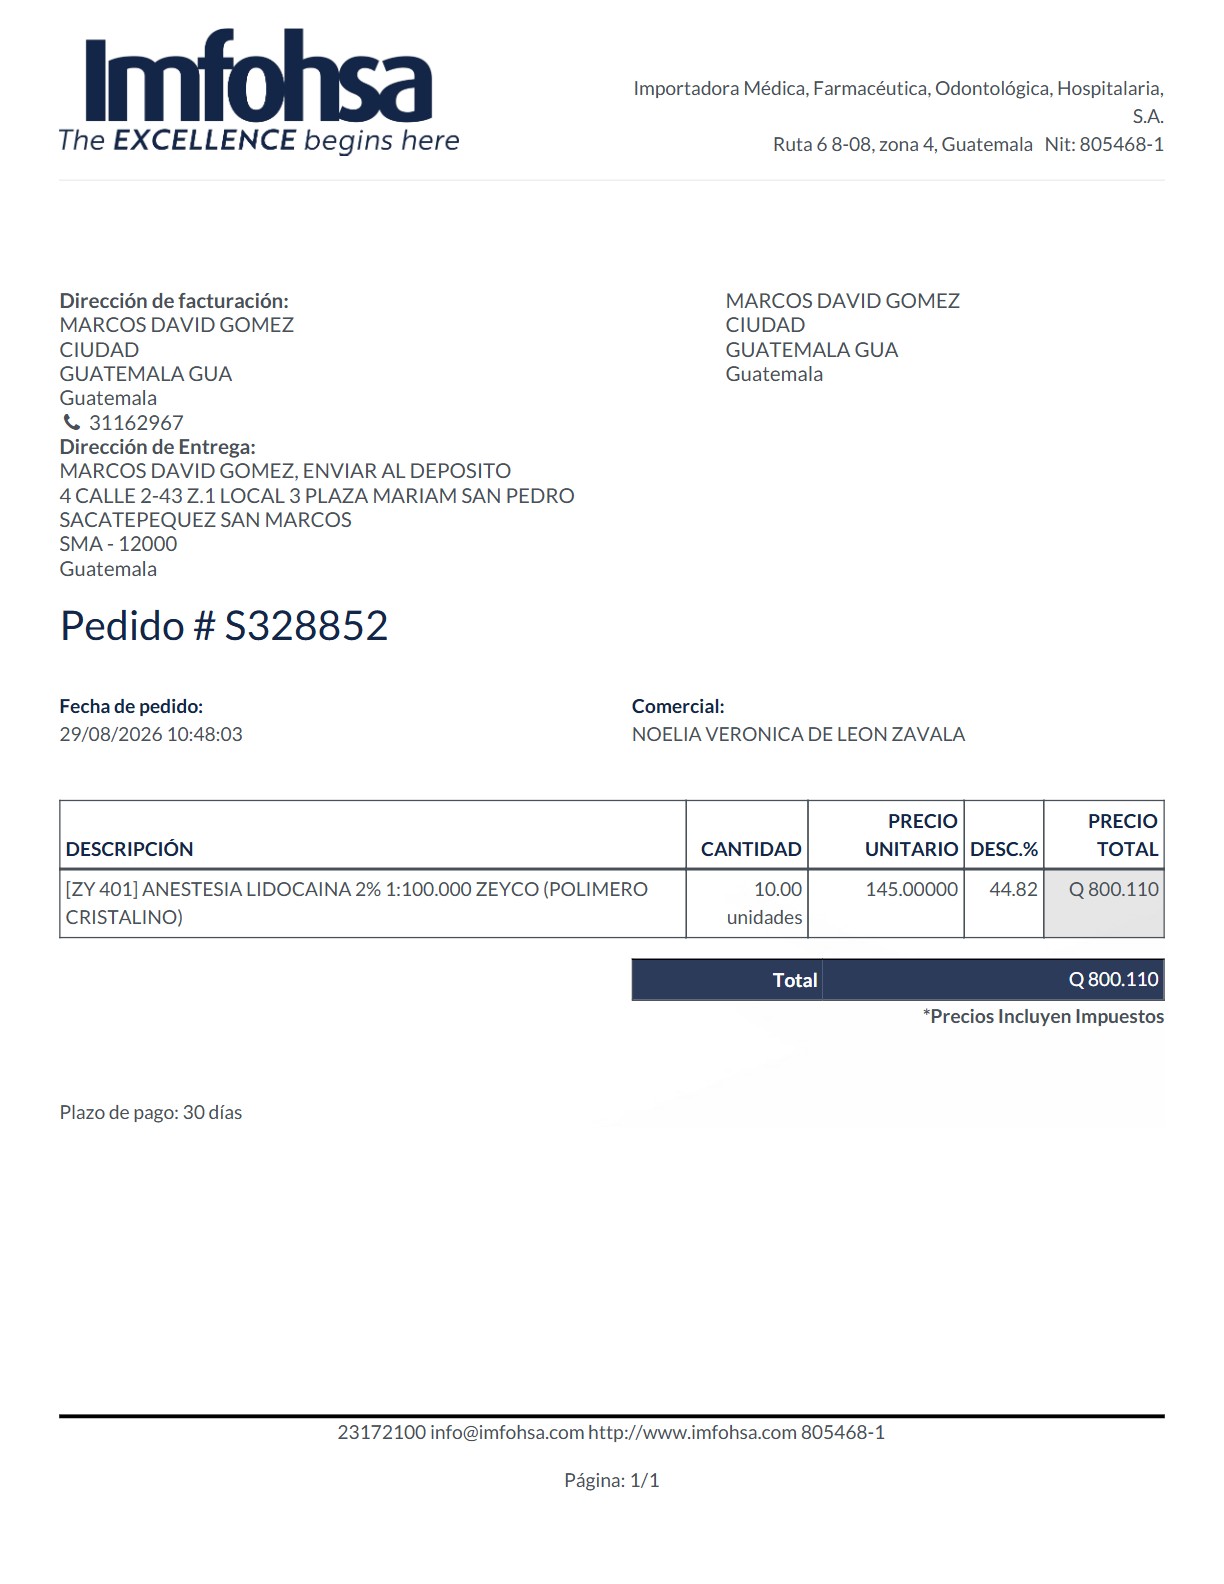 Imfohsa
The EXCELLENCE begins here
Importadora Médica, Farmacéutica, Odontológica, Hospitalaria,
S.A.
Ruta 6 8-08, zona 4, Guatemala Nit: 805468-1
Dirección de facturación:
MARCOS DAVID GOMEZ
CIUDAD
GUATEMALA GUA
Guatemala
31162967
Dirección de Entrega:
MARCOS DAVID GOMEZ, ENVIAR AL DEPOSITO
4 CALLE 2-43 Z.1 LOCAL 3 PLAZA MARIAM SAN PEDRO
SACATEPEQUEZ SAN MARCOS
SMA - 12000
Guatemala
MARCOS DAVID GOMEZ
CIUDAD
GUATEMALA GUA
Guatemala
Pedido # S328852
Fecha de pedido:
29/08/2026 10:48:03
Comercial:
NOELIA VERONICA DE LEON ZAVALA
DESCRIPCIÓN CANTIDAD PRECIO UNITARIO DESC.% PRECIO TOTAL
[ZY 401] ANESTESIA LIDOCAINA 2% 1:100.000 ZEYCO (POLIMERO 10.00 145.00000 44.82 Q 800.110
CRISTALINO) unidades
Total Q 800.110
*Precios Incluyen Impuestos
Plazo de pago: 30 días
23172100 info@imfohsa.com http://www.imfohsa.com 805468-1
Página: 1/1